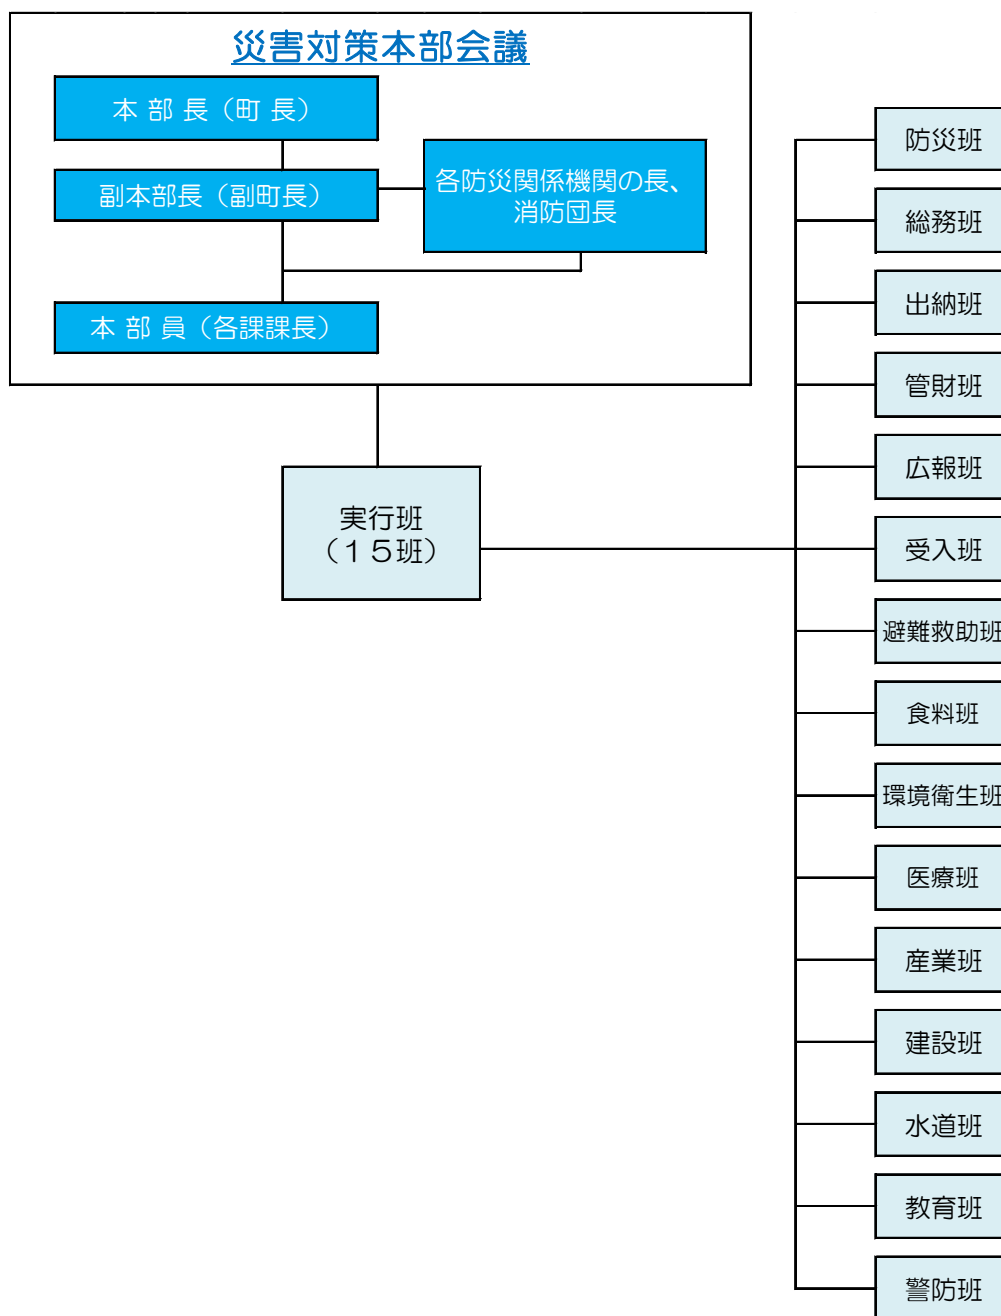 災害対策本部会議
本 部 長（町 長）
副本部長（副町長）
各防災関係機関の長、
消防団長
本 部 員（各課課長）
実行班
（１５班）
防災班
総務班
出納班
管財班
広報班
受入班
避難救助班
食料班
環境衛生班
医療班
産業班
建設班
水道班
教育班
警防班